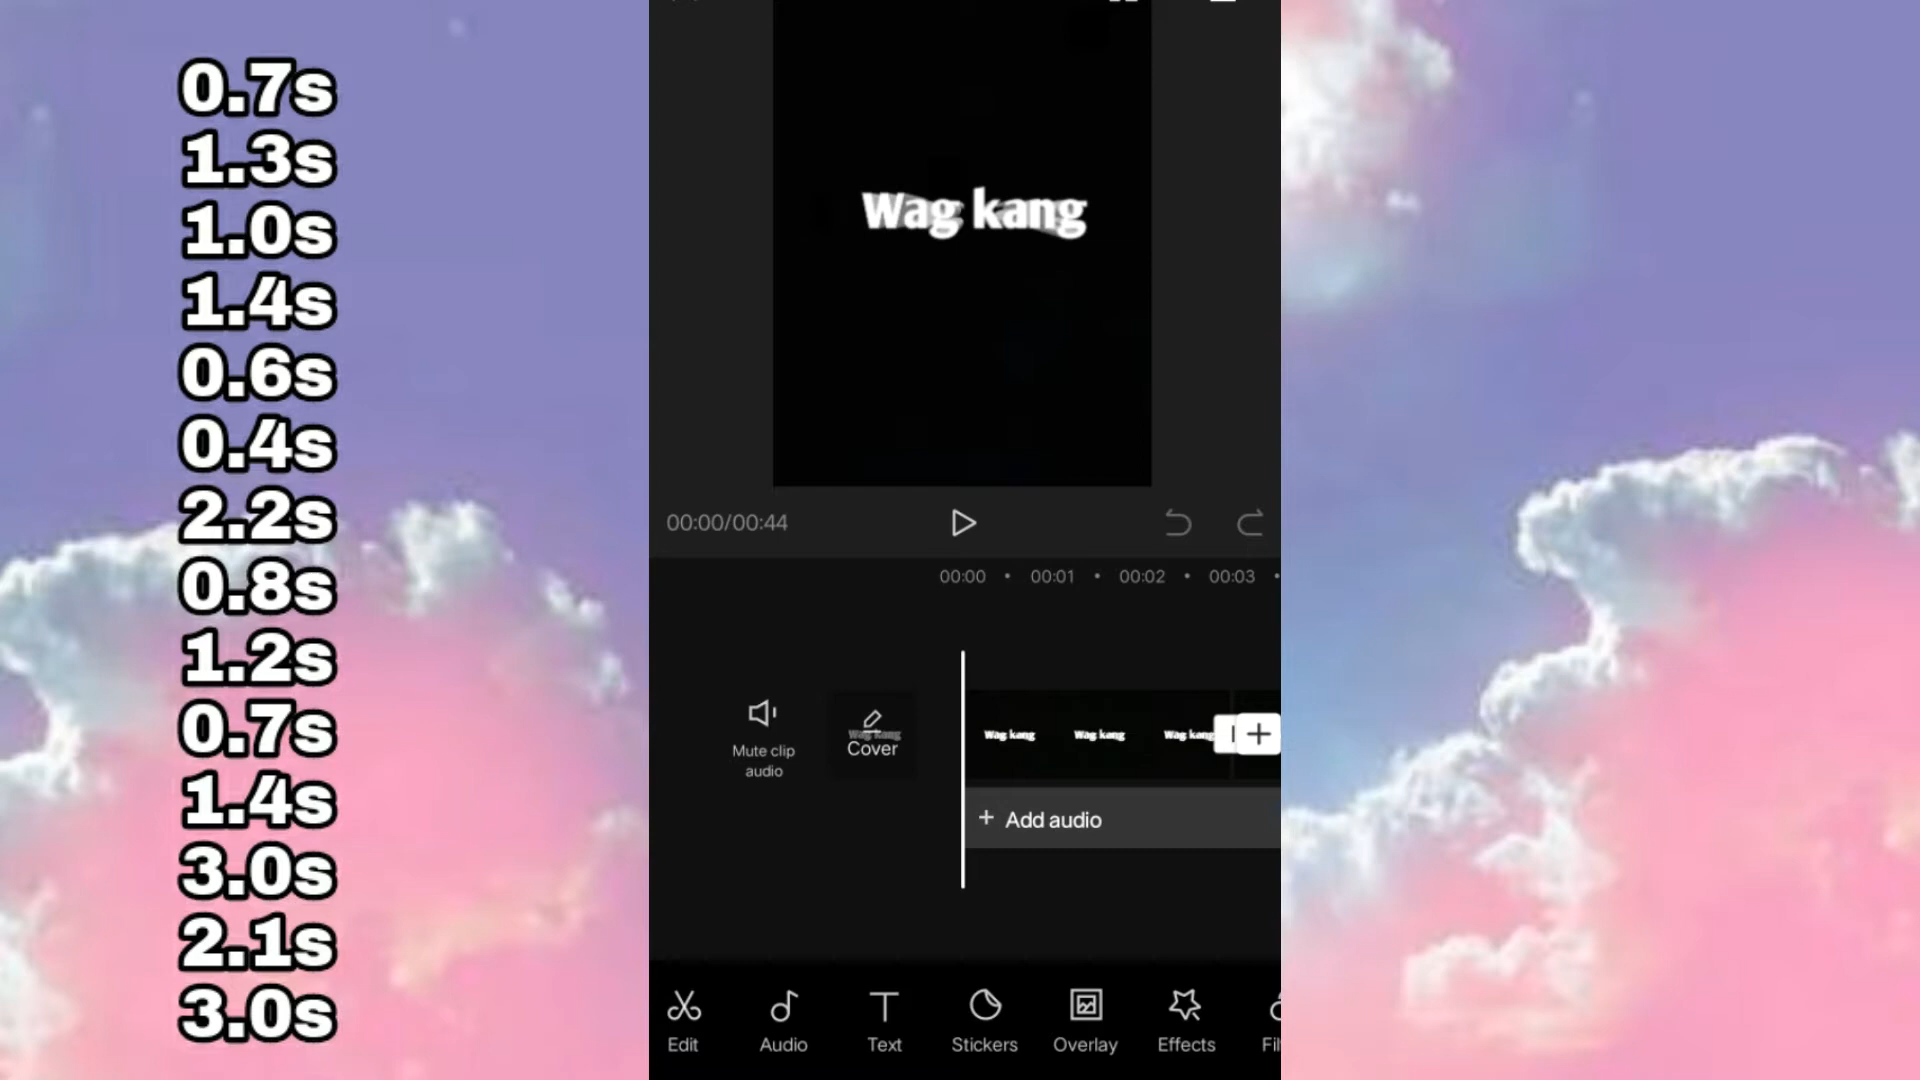 0.7s
1.3s
1.0s
1.4s
0.6s
0.4s
2.2s
0.8s
1.2s
0.7s
1.4s
3.0s
2.1s
3.0s
Wag kang
00:00/00:44
00:00 • 00:01 • 00:02 • 00:03 •
Mute clip
audio
Wag kang
Cover
Wag kang Wag kang Wag kang
+ Add audio
Edit Audio Text Stickers Overlay Effects Fil